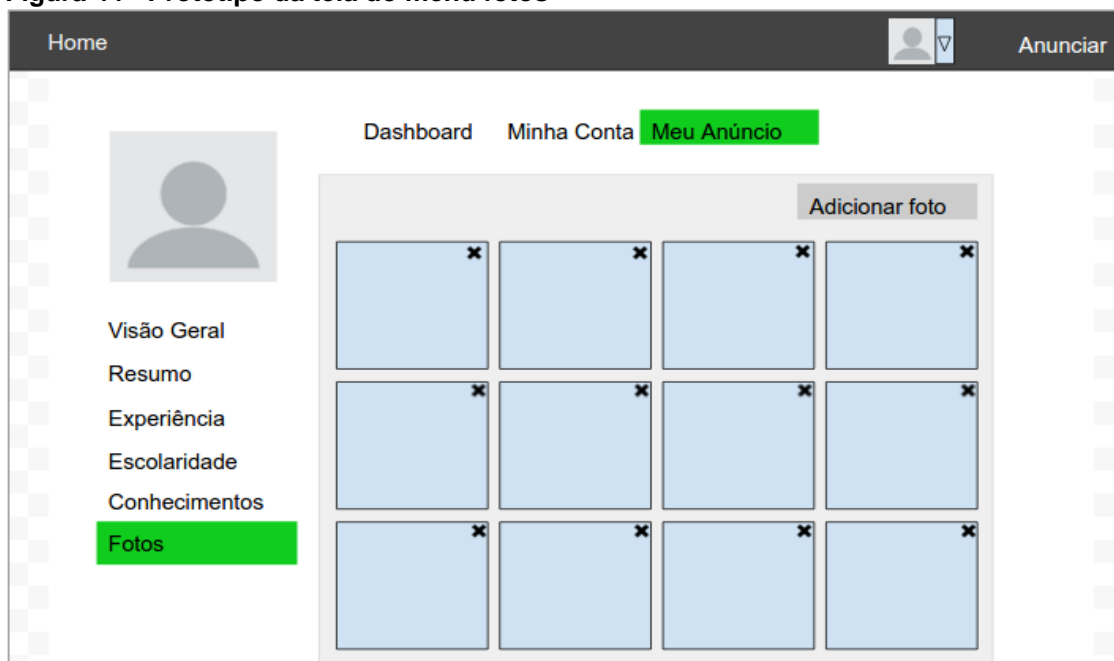 Home
Anunciar
Dashboard
Minha Conta
Meu Anúncio
Adicionar foto
Visão Geral
Resumo
Experiência
Escolaridade
Conhecimentos
Fotos